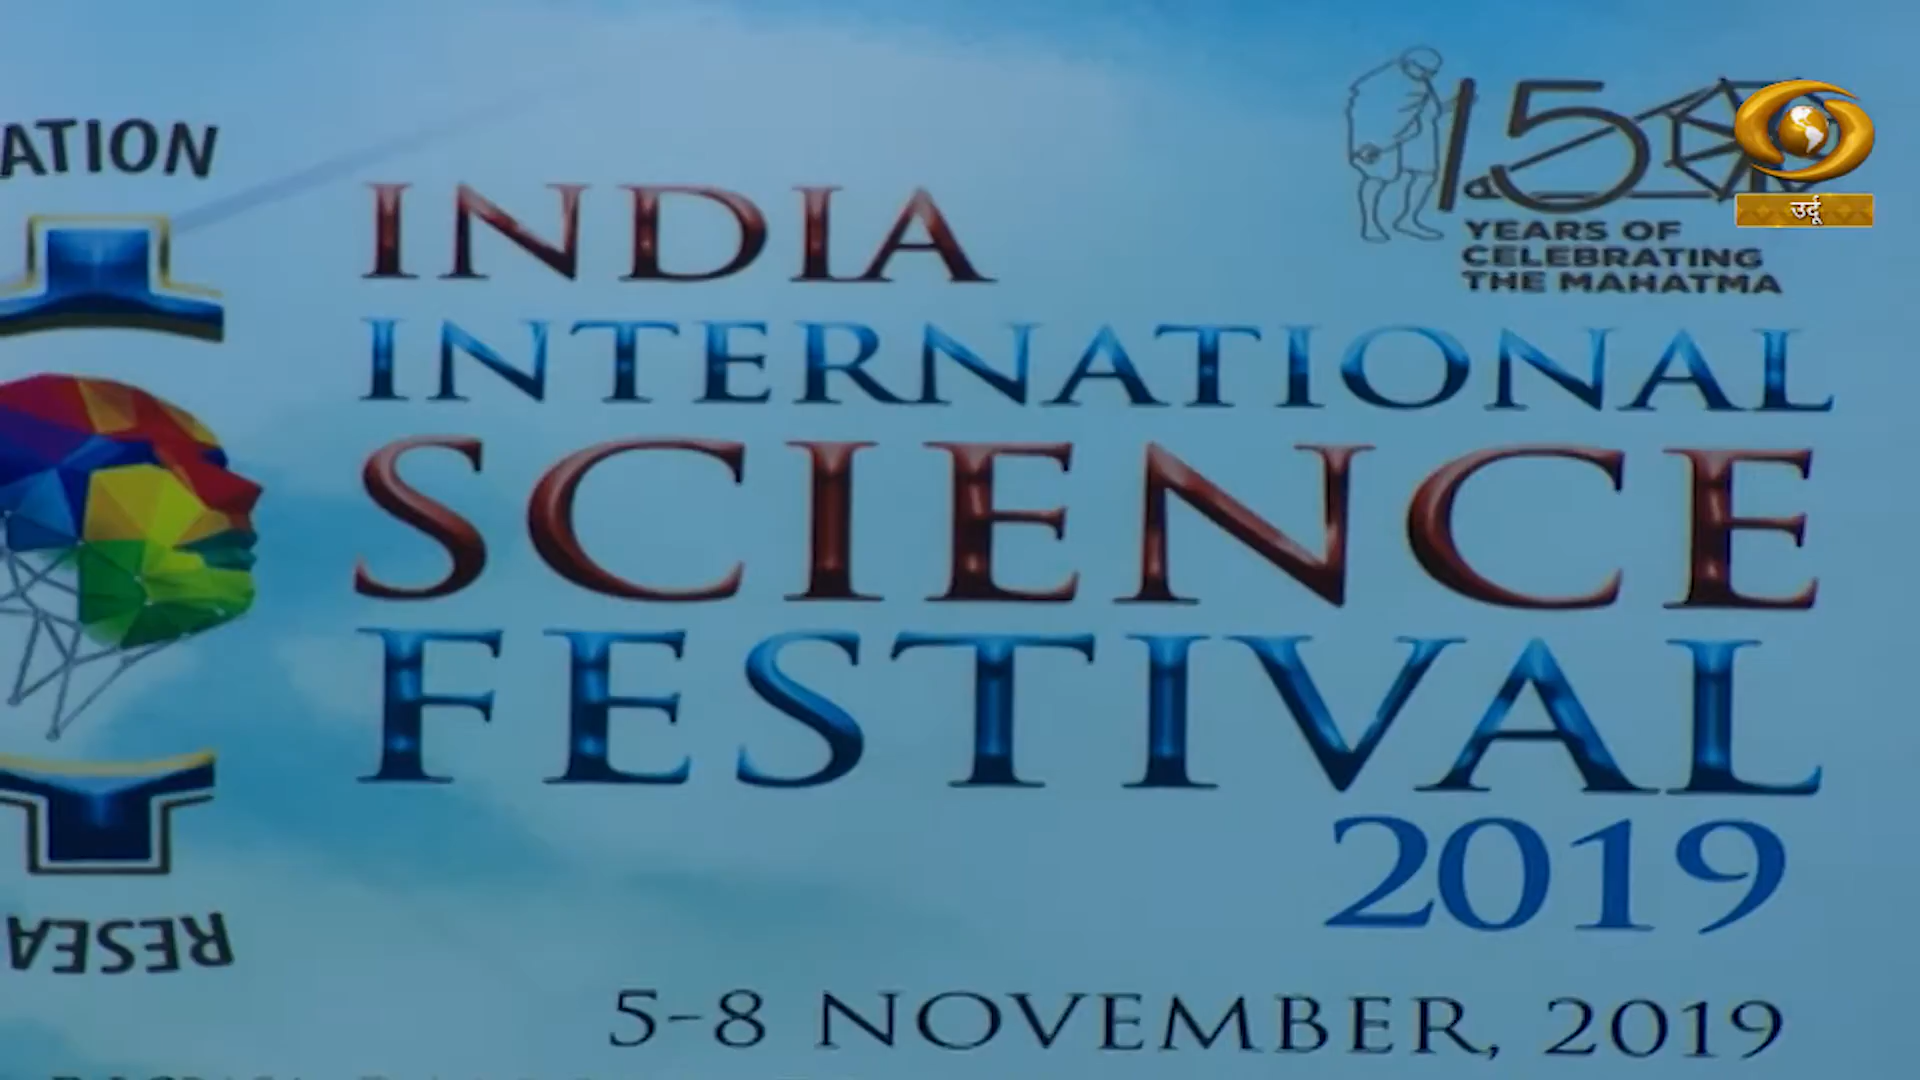 ATION
INDIA
INTERNATIONAL
SCIENCE
FESTIVAL
2019
5-8 NOVEMBER, 2019
150
YEARS OF
CELEBRATING
THE MAHATMA
उर्दू
RESEA